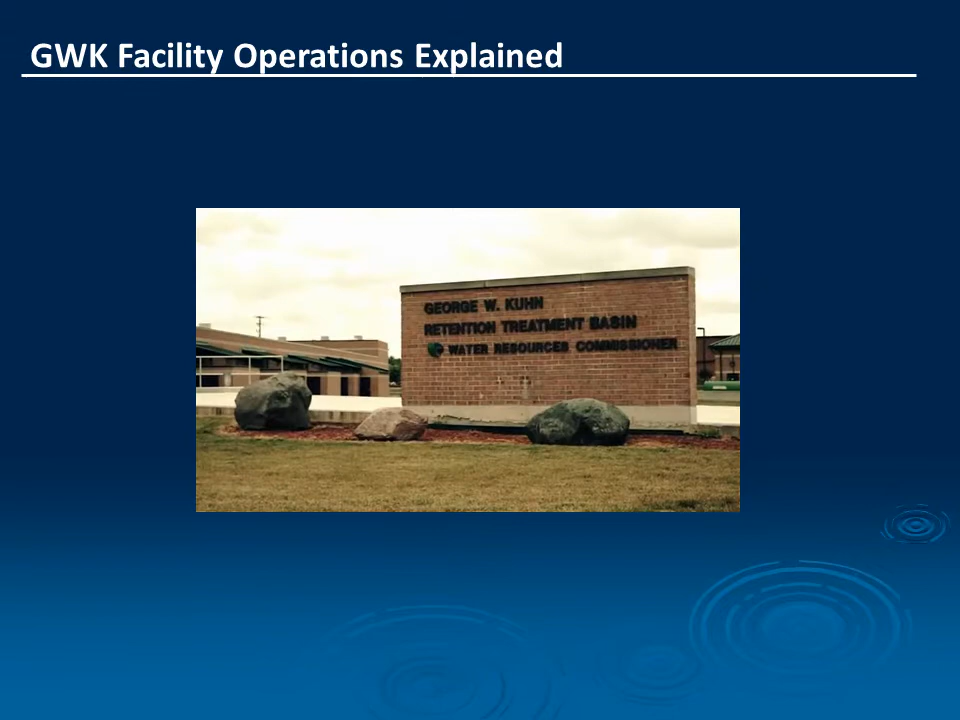 GWK Facility Operations Explained
GEORGE W. KUHN
RETENTION TREATMENT BASIN
WATER RESOURCES COMMISSIONER